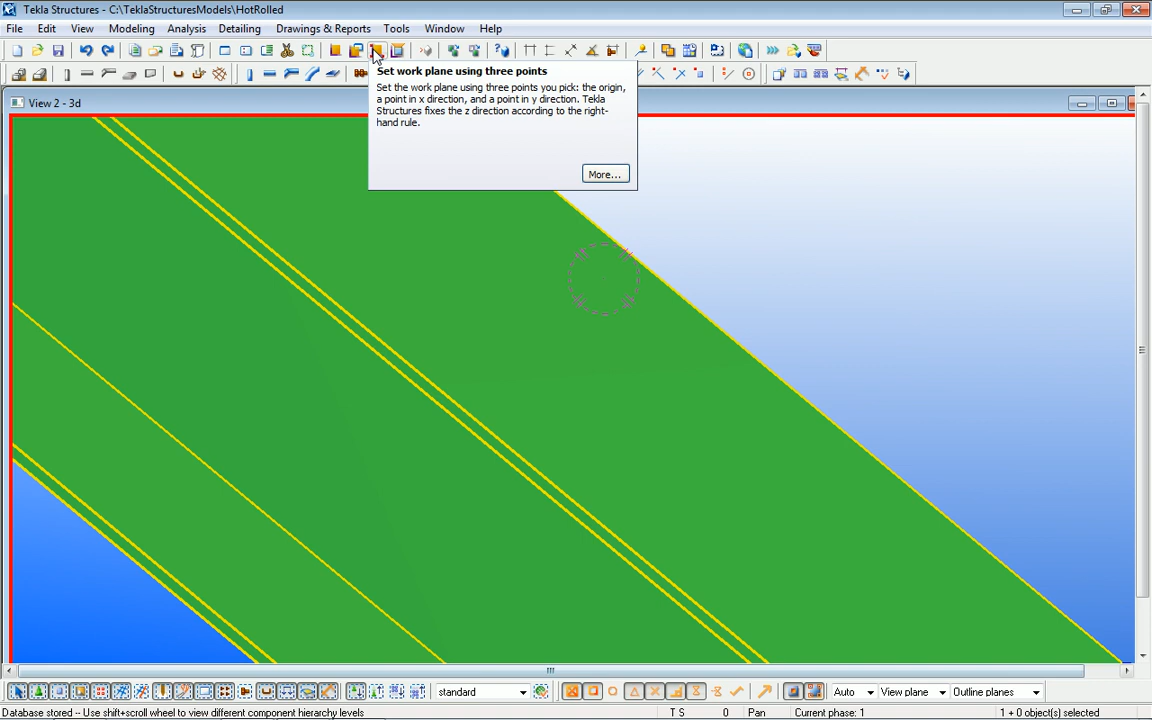 Tekla Structures - C:\TeklaStructuresModels\HotRolled
File Edit View Modeling Analysis Detailing Drawings & Reports Tools Window Help
View 2 - 3d
Set work plane using three points
Set the work plane using three points you pick: the origin,
a point in x direction, and a point in y direction. Tekla
Structures fixes the z direction according to the right-
hand rule.
More...
standard Auto View plane Outline planes
Database stored -- Use shift+scroll wheel to view different component hierarchy levels T S 0 Pan Current phase: 1 1 + 0 object(s) selected